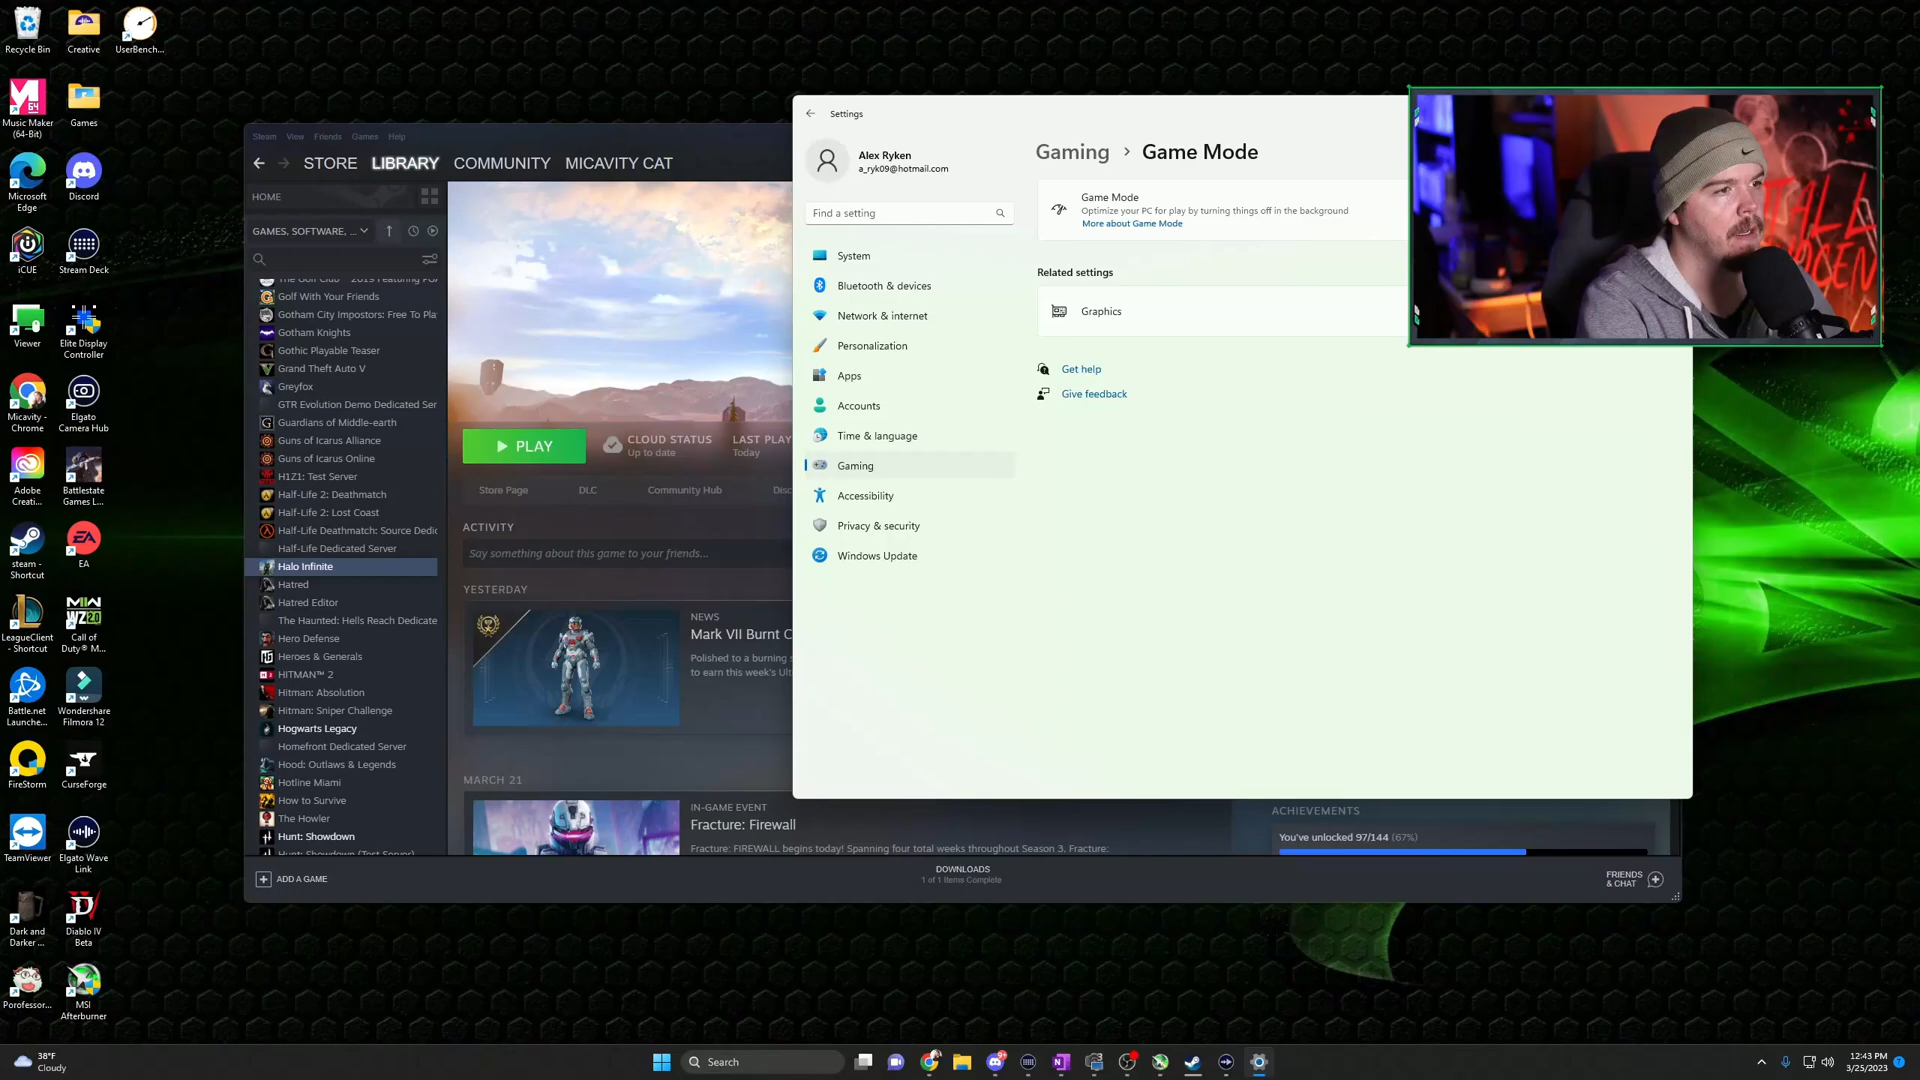 Recycle Bin
Creative
UserBench...
Music Maker
(64-Bit)
Games
Microsoft
Edge
Discord
iCUE
Stream Deck
Viewer
Elite Display
Controller
Micavity -
Chrome
Elgato
Camera Hub
Adobe
Creati...
Battlestate
Games L...
steam -
Shortcut
EA
LeagueClient
- Shortcut
Call of
Duty® M...
Battle.net
Launche...
Wondershare
Filmora 12
FireStorm
CurseForge
TeamViewer
Elgato Wave
Link
Dark and
Darker ...
Diablo IV
Beta
Porofessor...
MSI
Afterburner
Steam View Friends Games Help
STORE LIBRARY COMMUNITY MICAVITY CAT
HOME
GAMES, SOFTWARE, ...
The Golf Club - 2019 Featuring PGA
Golf With Your Friends
Gotham City Impostors: Free To Pla
Gotham Knights
Gothic Playable Teaser
Grand Theft Auto V
Greyfox
GTR Evolution Demo Dedicated Ser
Guardians of Middle-earth
Guns of Icarus Alliance
Guns of Icarus Online
H1Z1: Test Server
Half-Life 2: Deathmatch
Half-Life 2: Lost Coast
Half-Life Deathmatch: Source Dedic
Half-Life Dedicated Server
Halo Infinite
Hatred
Hatred Editor
The Haunted: Hells Reach Dedicate
Hero Defense
Heroes & Generals
HITMAN™ 2
Hitman: Absolution
Hitman: Sniper Challenge
Hogwarts Legacy
Homefront Dedicated Server
Hood: Outlaws & Legends
Hotline Miami
How to Survive
The Howler
Hunt: Showdown
Hunt: Showdown (Test Server)
ADD A GAME
PLAY
CLOUD STATUS
Up to date
LAST PLAY
Today
Store Page DLC Community Hub Disc
ACTIVITY
Say something about this game to your friends...
YESTERDAY
NEWS
Mark VII Burnt C
Polished to a burning s
to earn this week's Ult
MARCH 21
IN-GAME EVENT
Fracture: Firewall
Fracture: FIREWALL begins today! Spanning four total weeks throughout Season 3, Fracture:
ACHIEVEMENTS
You've unlocked 97/144 (67%)
DOWNLOADS
1 of 1 Items Complete
FRIENDS
& CHAT
Settings
Alex Ryken
a_ryk09@hotmail.com
Find a setting
System
Bluetooth & devices
Network & internet
Personalization
Apps
Accounts
Time & language
Gaming
Accessibility
Privacy & security
Windows Update
Gaming › Game Mode
Game Mode
Optimize your PC for play by turning things off in the background
More about Game Mode
Related settings
Graphics
Get help
Give feedback
38°F
Cloudy
Search
12:43 PM
3/25/2023